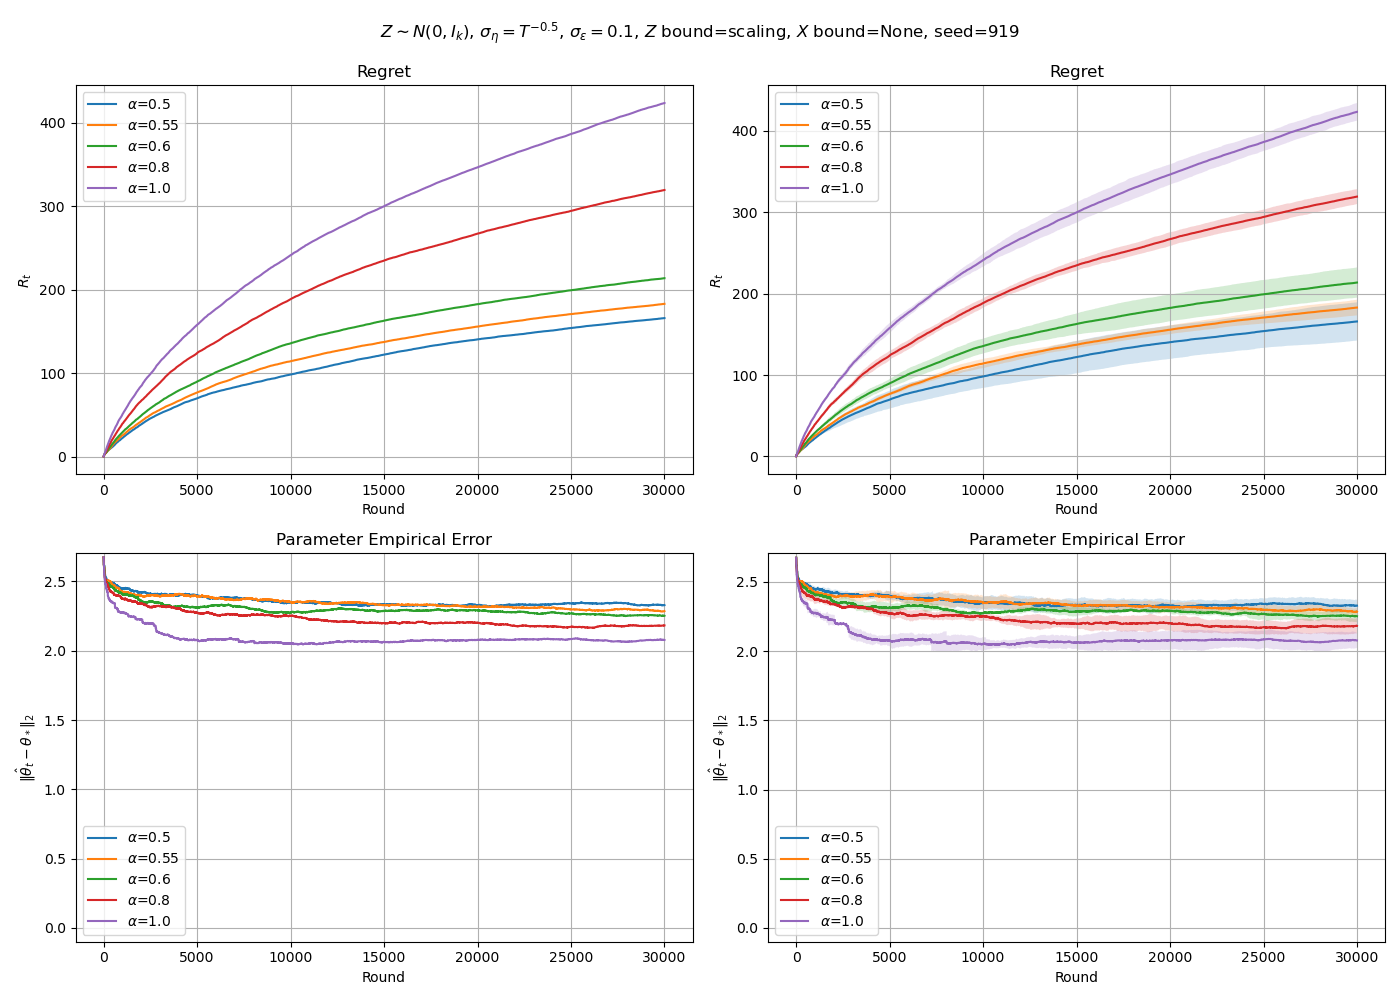 Z ∼ N(0, I_k), σ_η = T^{−0.5}, σ_ε = 0.1, Z bound=scaling, X bound=None, seed=919
Regret
α=0.5
α=0.55
α=0.6
α=0.8
α=1.0
400
300
200
100
0
R_t
0 5000 10000 15000 20000 25000 30000
Round
Regret
α=0.5
α=0.55
α=0.6
α=0.8
α=1.0
400
300
200
100
0
R_t
0 5000 10000 15000 20000 25000 30000
Round
Parameter Empirical Error
2.5
2.0
1.5
1.0
0.5
0.0
‖θ̂_t − θ_*‖_2
α=0.5
α=0.55
α=0.6
α=0.8
α=1.0
0 5000 10000 15000 20000 25000 30000
Round
Parameter Empirical Error
2.5
2.0
1.5
1.0
0.5
0.0
‖θ̂_t − θ_*‖_2
α=0.5
α=0.55
α=0.6
α=0.8
α=1.0
0 5000 10000 15000 20000 25000 30000
Round